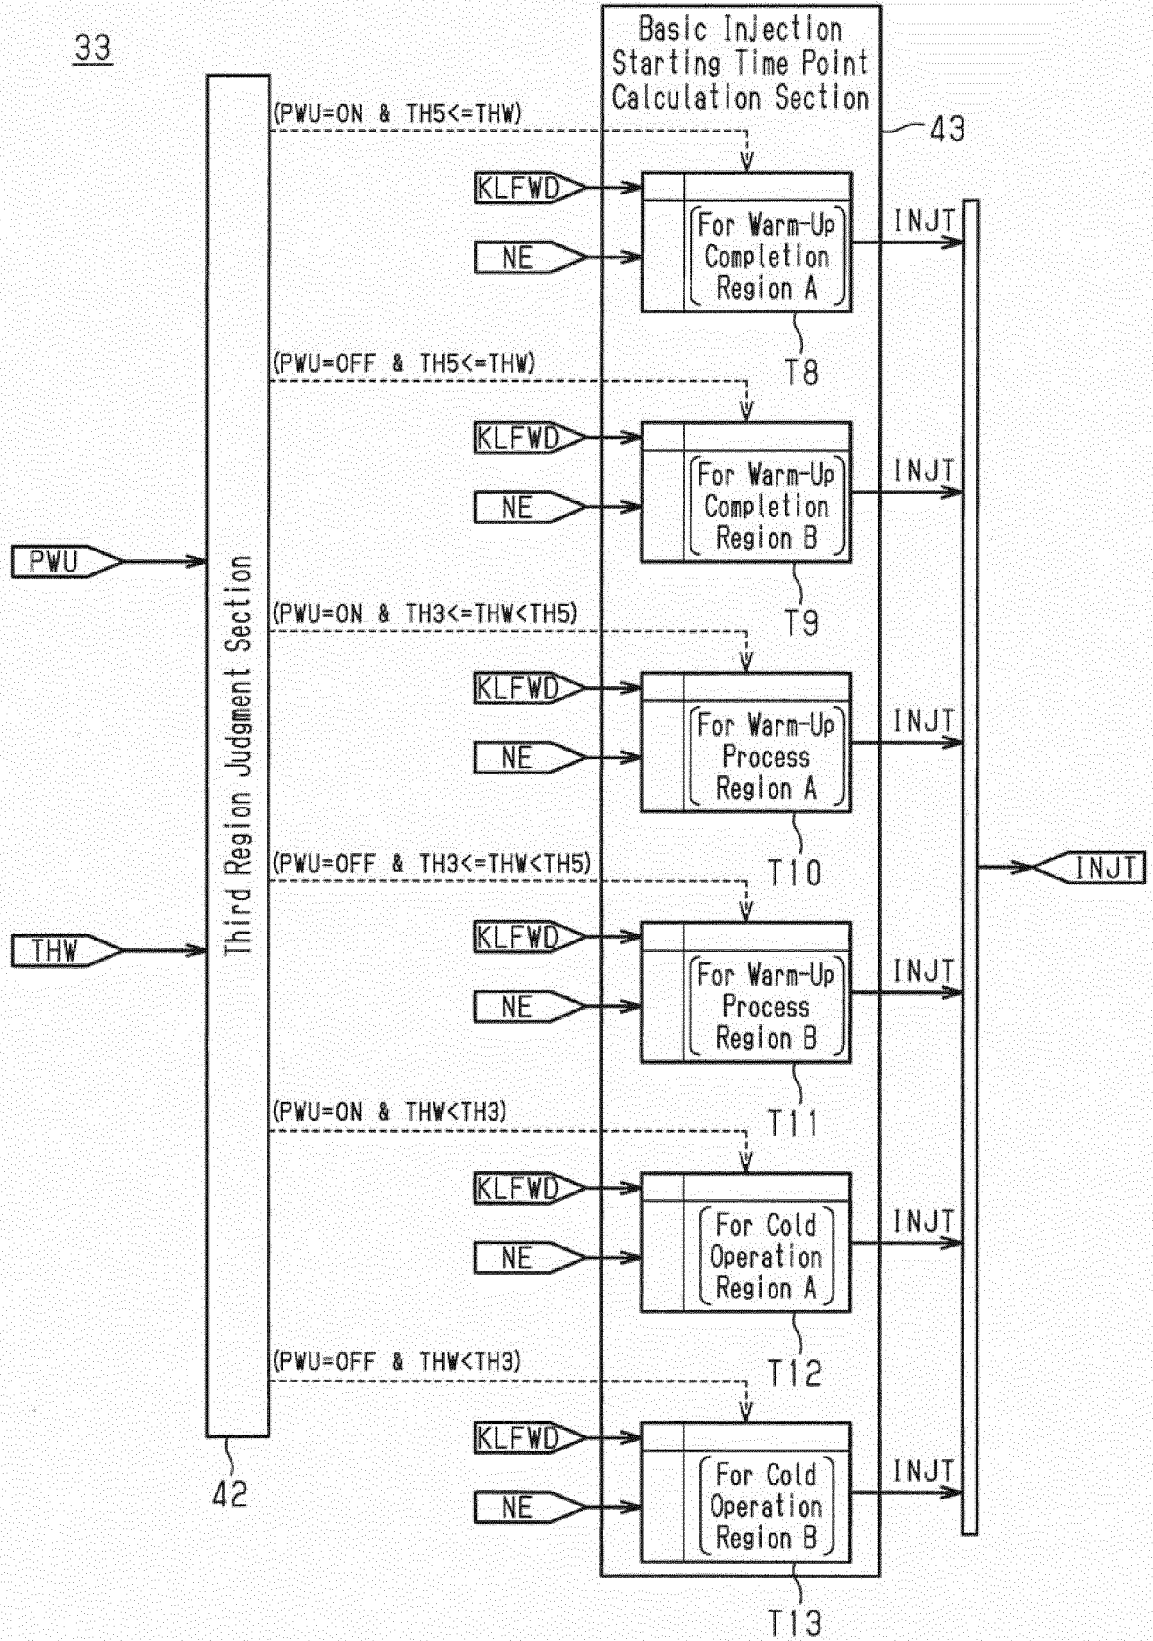 33
Basic Injection
Starting Time Point
Calculation Section
43
(PWU=ON & TH5<=THW)
KLFWD
NE
For Warm-Up
Completion
Region A
INJT
T8
(PWU=OFF & TH5<=THW)
KLFWD
NE
For Warm-Up
Completion
Region B
INJT
T9
PWU
THW
Third Region Judgment Section
(PWU=ON & TH3<=THW<TH5)
KLFWD
NE
For Warm-Up
Process
Region A
INJT
T10
INJT
(PWU=OFF & TH3<=THW<TH5)
KLFWD
NE
For Warm-Up
Process
Region B
INJT
T11
(PWU=ON & THW<TH3)
KLFWD
NE
For Cold
Operation
Region A
INJT
T12
(PWU=OFF & THW<TH3)
KLFWD
NE
For Cold
Operation
Region B
INJT
T13
42